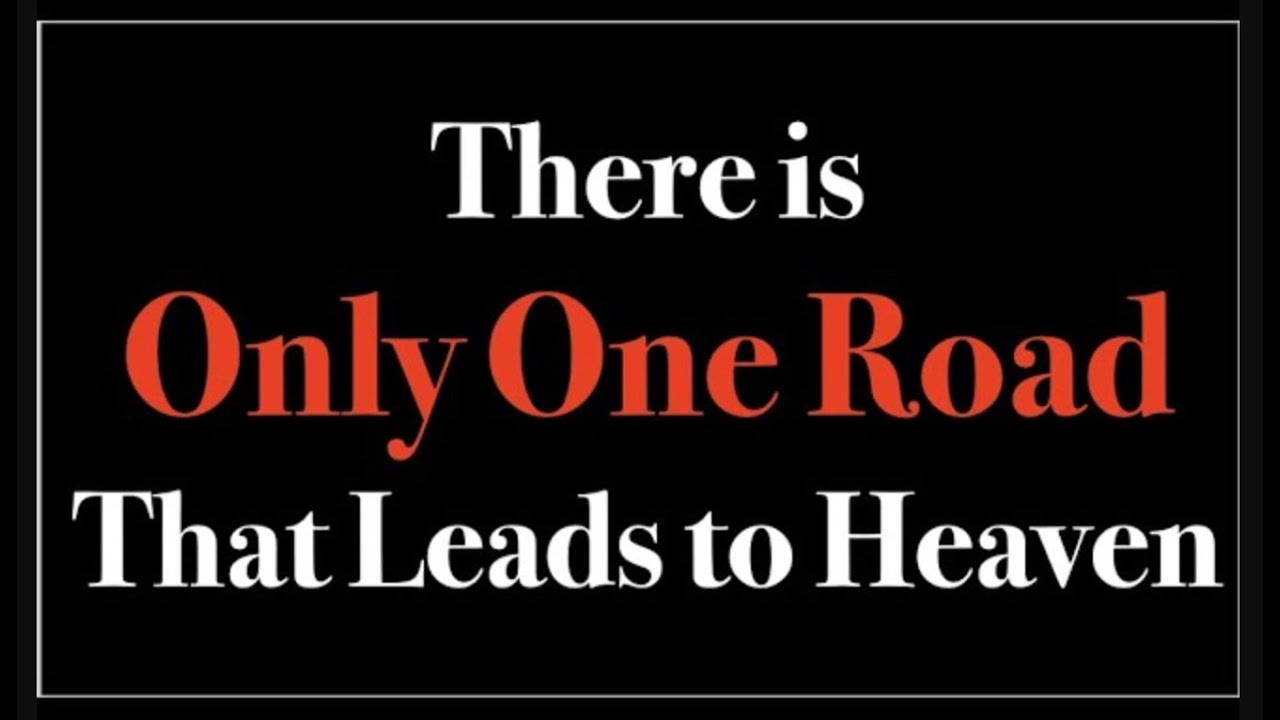 There is
Only One Road
That Leads to Heaven